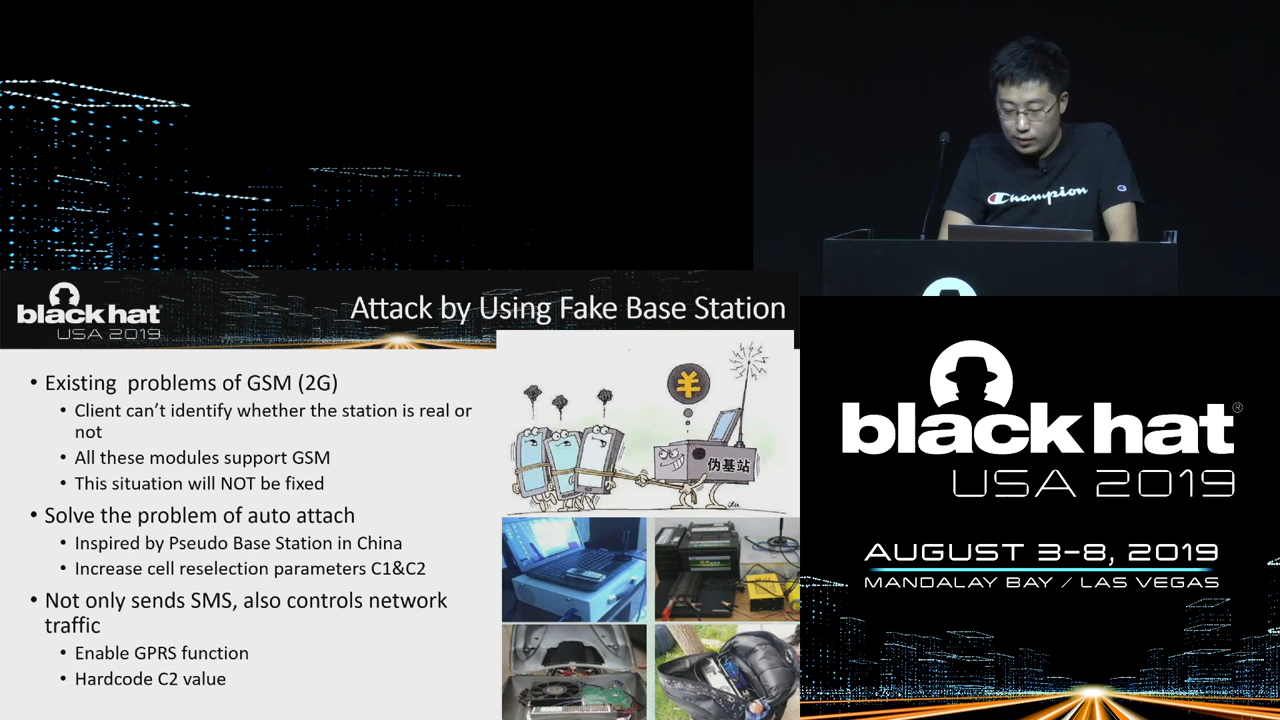 Champion
black hat
USA 2019
Attack by Using Fake Base Station
• Existing problems of GSM (2G)
• Client can't identify whether the station is real or
not
• All these modules support GSM
• This situation will NOT be fixed
• Solve the problem of auto attach
• Inspired by Pseudo Base Station in China
• Increase cell reselection parameters C1&C2
• Not only sends SMS, also controls network
traffic
• Enable GPRS function
• Hardcode C2 value
¥
伪基站
black hat®
USA 2019
AUGUST 3-8, 2019
MANDALAY BAY / LAS VEGAS